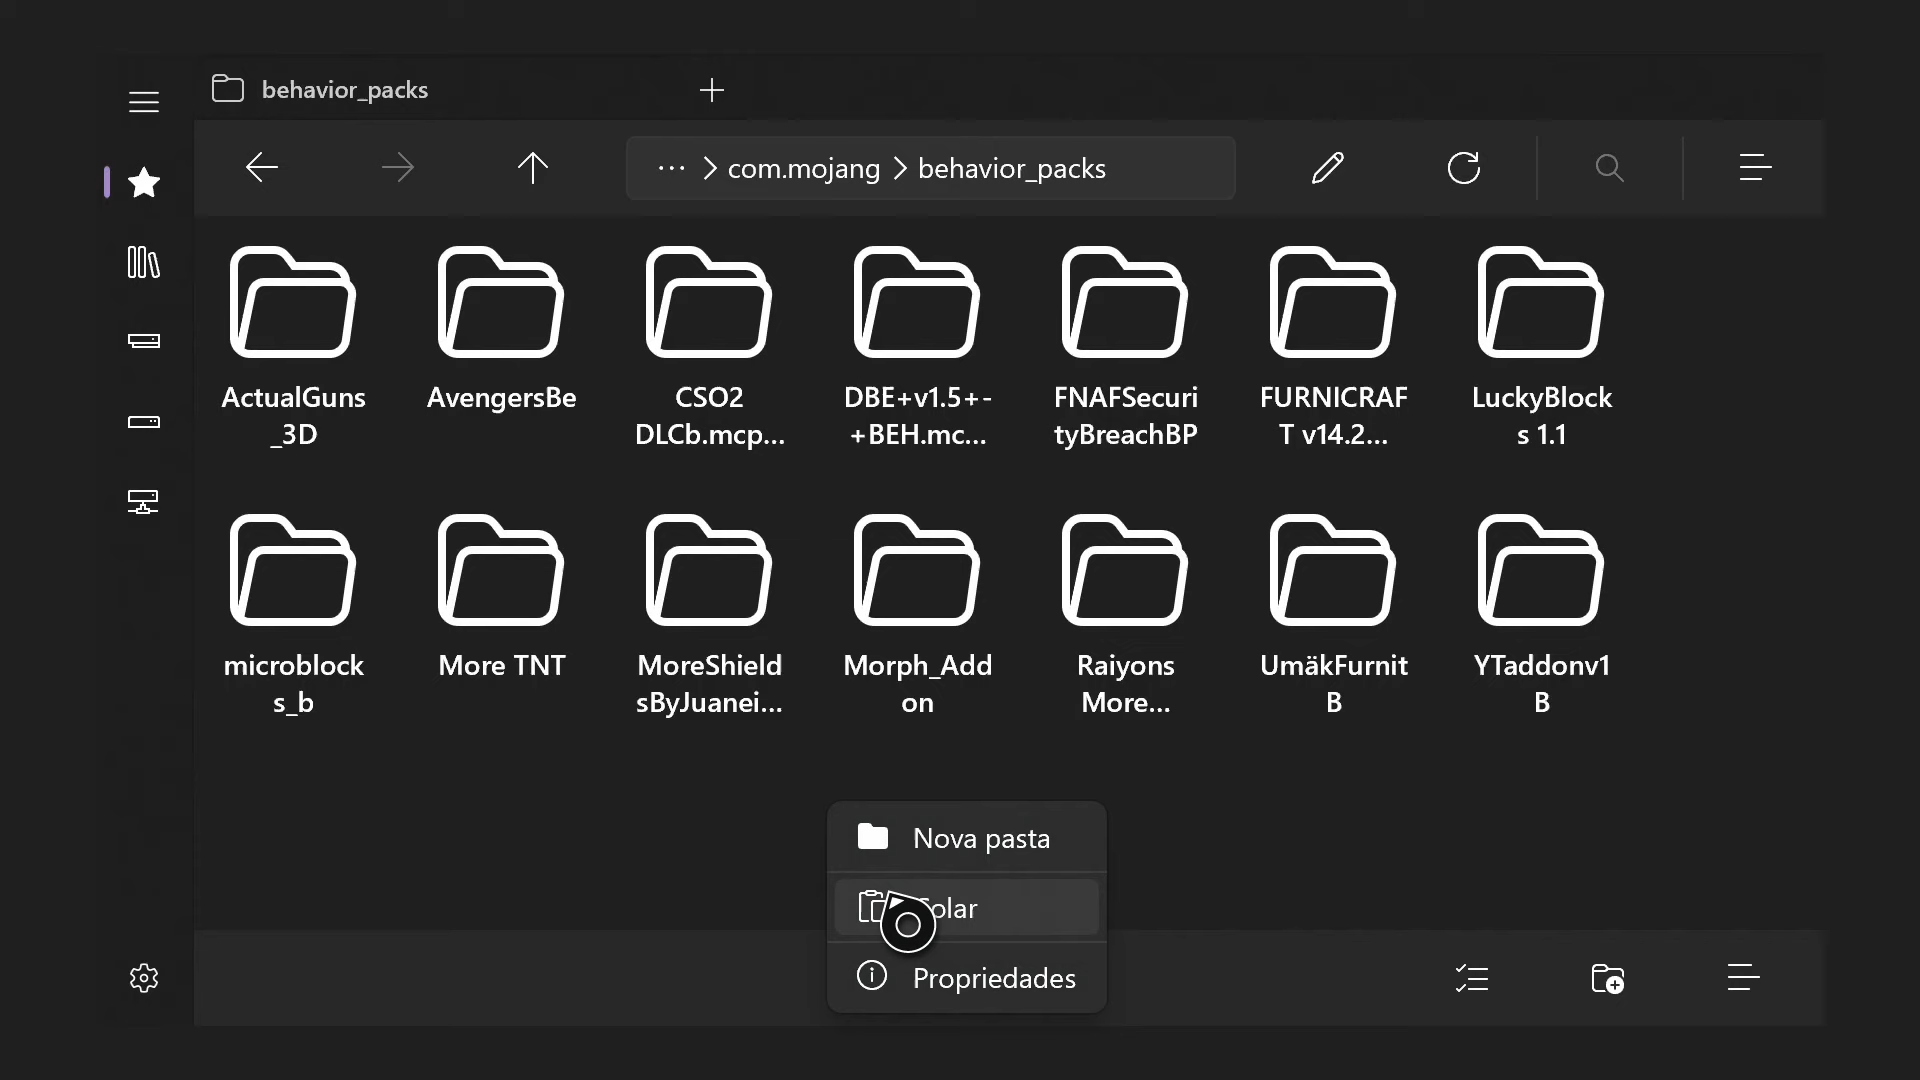 behavior_packs
… > com.mojang > behavior_packs
ActualGuns
_3D
AvengersBe
CSO2
DLCb.mcp...
DBE+v1.5+-
+BEH.mc...
FNAFSecuri
tyBreachBP
FURNICRAF
T v14.2...
LuckyBlock
s 1.1
microblock
s_b
More TNT
MoreShield
sByJuanei...
Morph_Add
on
Raiyons
More...
UmäkFurnit
B
YTaddonv1
B
Nova pasta
Propriedades